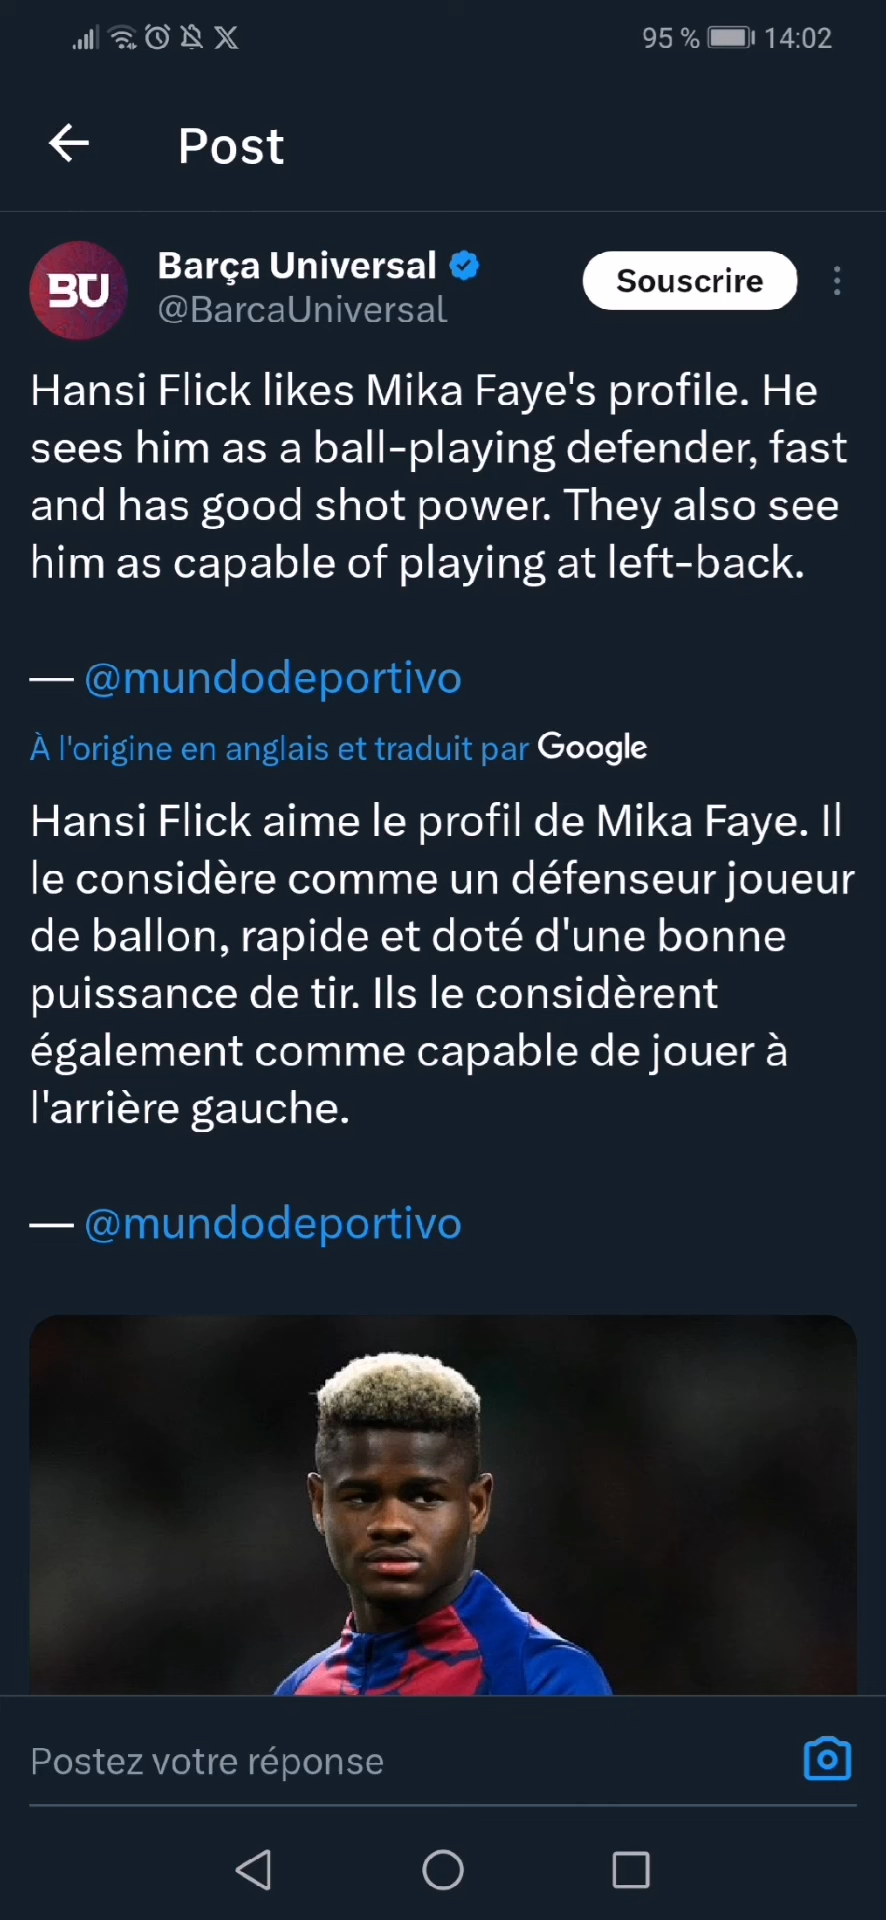 95 % 14:02
Post
BU
Barça Universal
@BarcaUniversal
Souscrire
Hansi Flick likes Mika Faye's profile. He
sees him as a ball-playing defender, fast
and has good shot power. They also see
him as capable of playing at left-back.
— @mundodeportivo
À l'origine en anglais et traduit par Google
Hansi Flick aime le profil de Mika Faye. Il
le considère comme un défenseur joueur
de ballon, rapide et doté d'une bonne
puissance de tir. Ils le considèrent
également comme capable de jouer à
l'arrière gauche.
— @mundodeportivo
Postez votre réponse